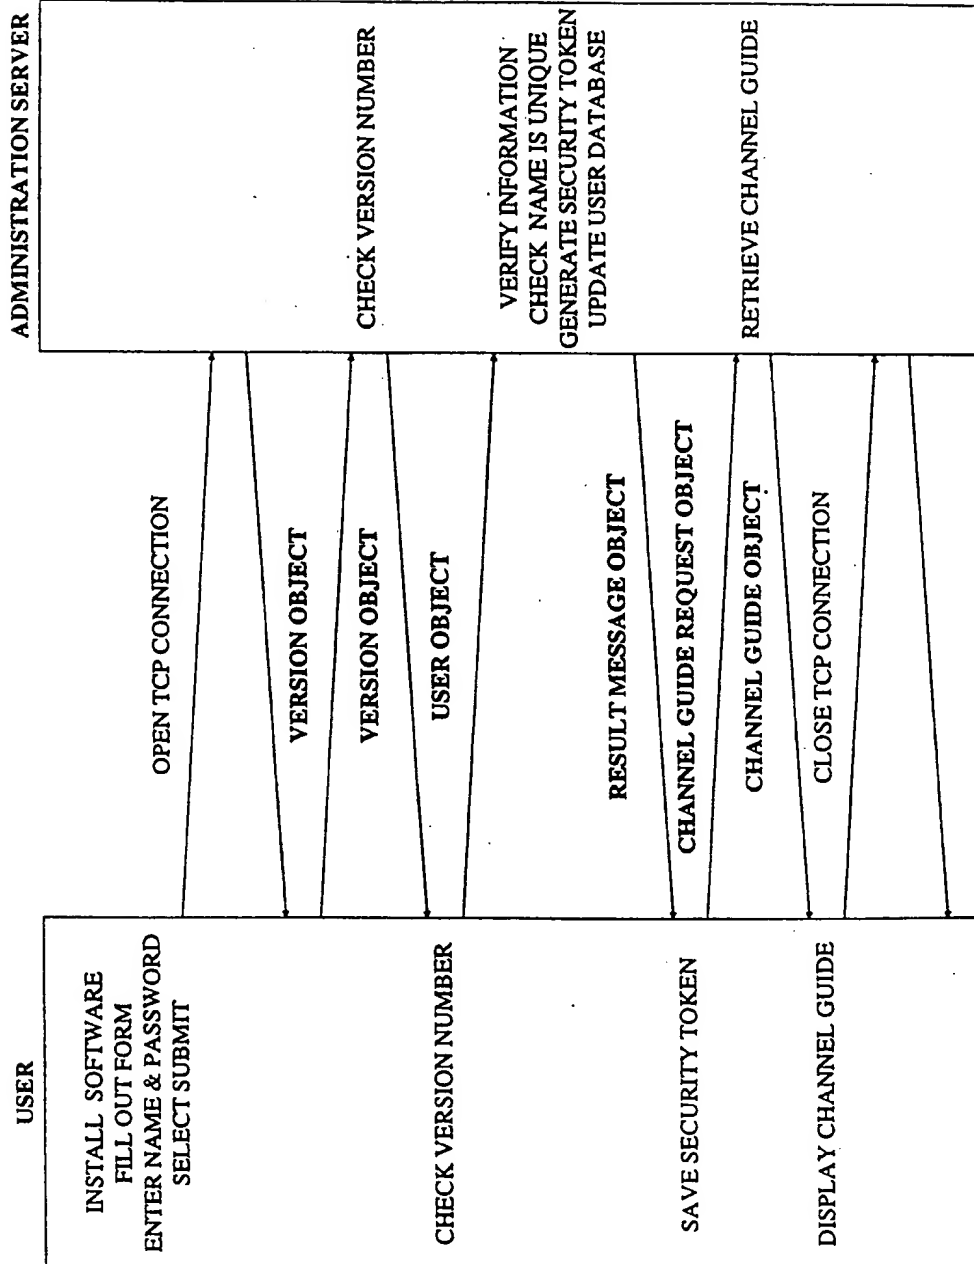 USER
INSTALL SOFTWARE
FILL OUT FORM
ENTER NAME & PASSWORD
SELECT SUBMIT
CHECK VERSION NUMBER
SAVE SECURITY TOKEN
DISPLAY CHANNEL GUIDE
OPEN TCP CONNECTION
VERSION OBJECT
VERSION OBJECT
USER OBJECT
RESULT MESSAGE OBJECT
CHANNEL GUIDE REQUEST OBJECT
CHANNEL GUIDE OBJECT
CLOSE TCP CONNECTION
ADMINISTRATION SERVER
CHECK VERSION NUMBER
VERIFY INFORMATION
CHECK NAME IS UNIQUE
GENERATE SECURITY TOKEN
UPDATE USER DATABASE
RETRIEVE CHANNEL GUIDE